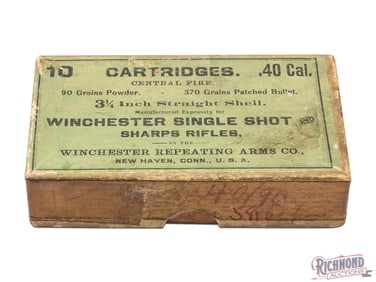 10 CARTRIDGES. .40 Cal.
CENTRAL FIRE.
90 Grains Powder. - 370 Grains Patched Bullet.
3¼ Inch Straight Shell.
Manufactured Expressly for
WINCHESTER SINGLE SHOT AND
SHARPS RIFLES,
BY THE
WINCHESTER REPEATING ARMS CO.,
NEW HAVEN, CONN., U. S. A.
RICHMOND
AUCTIONS